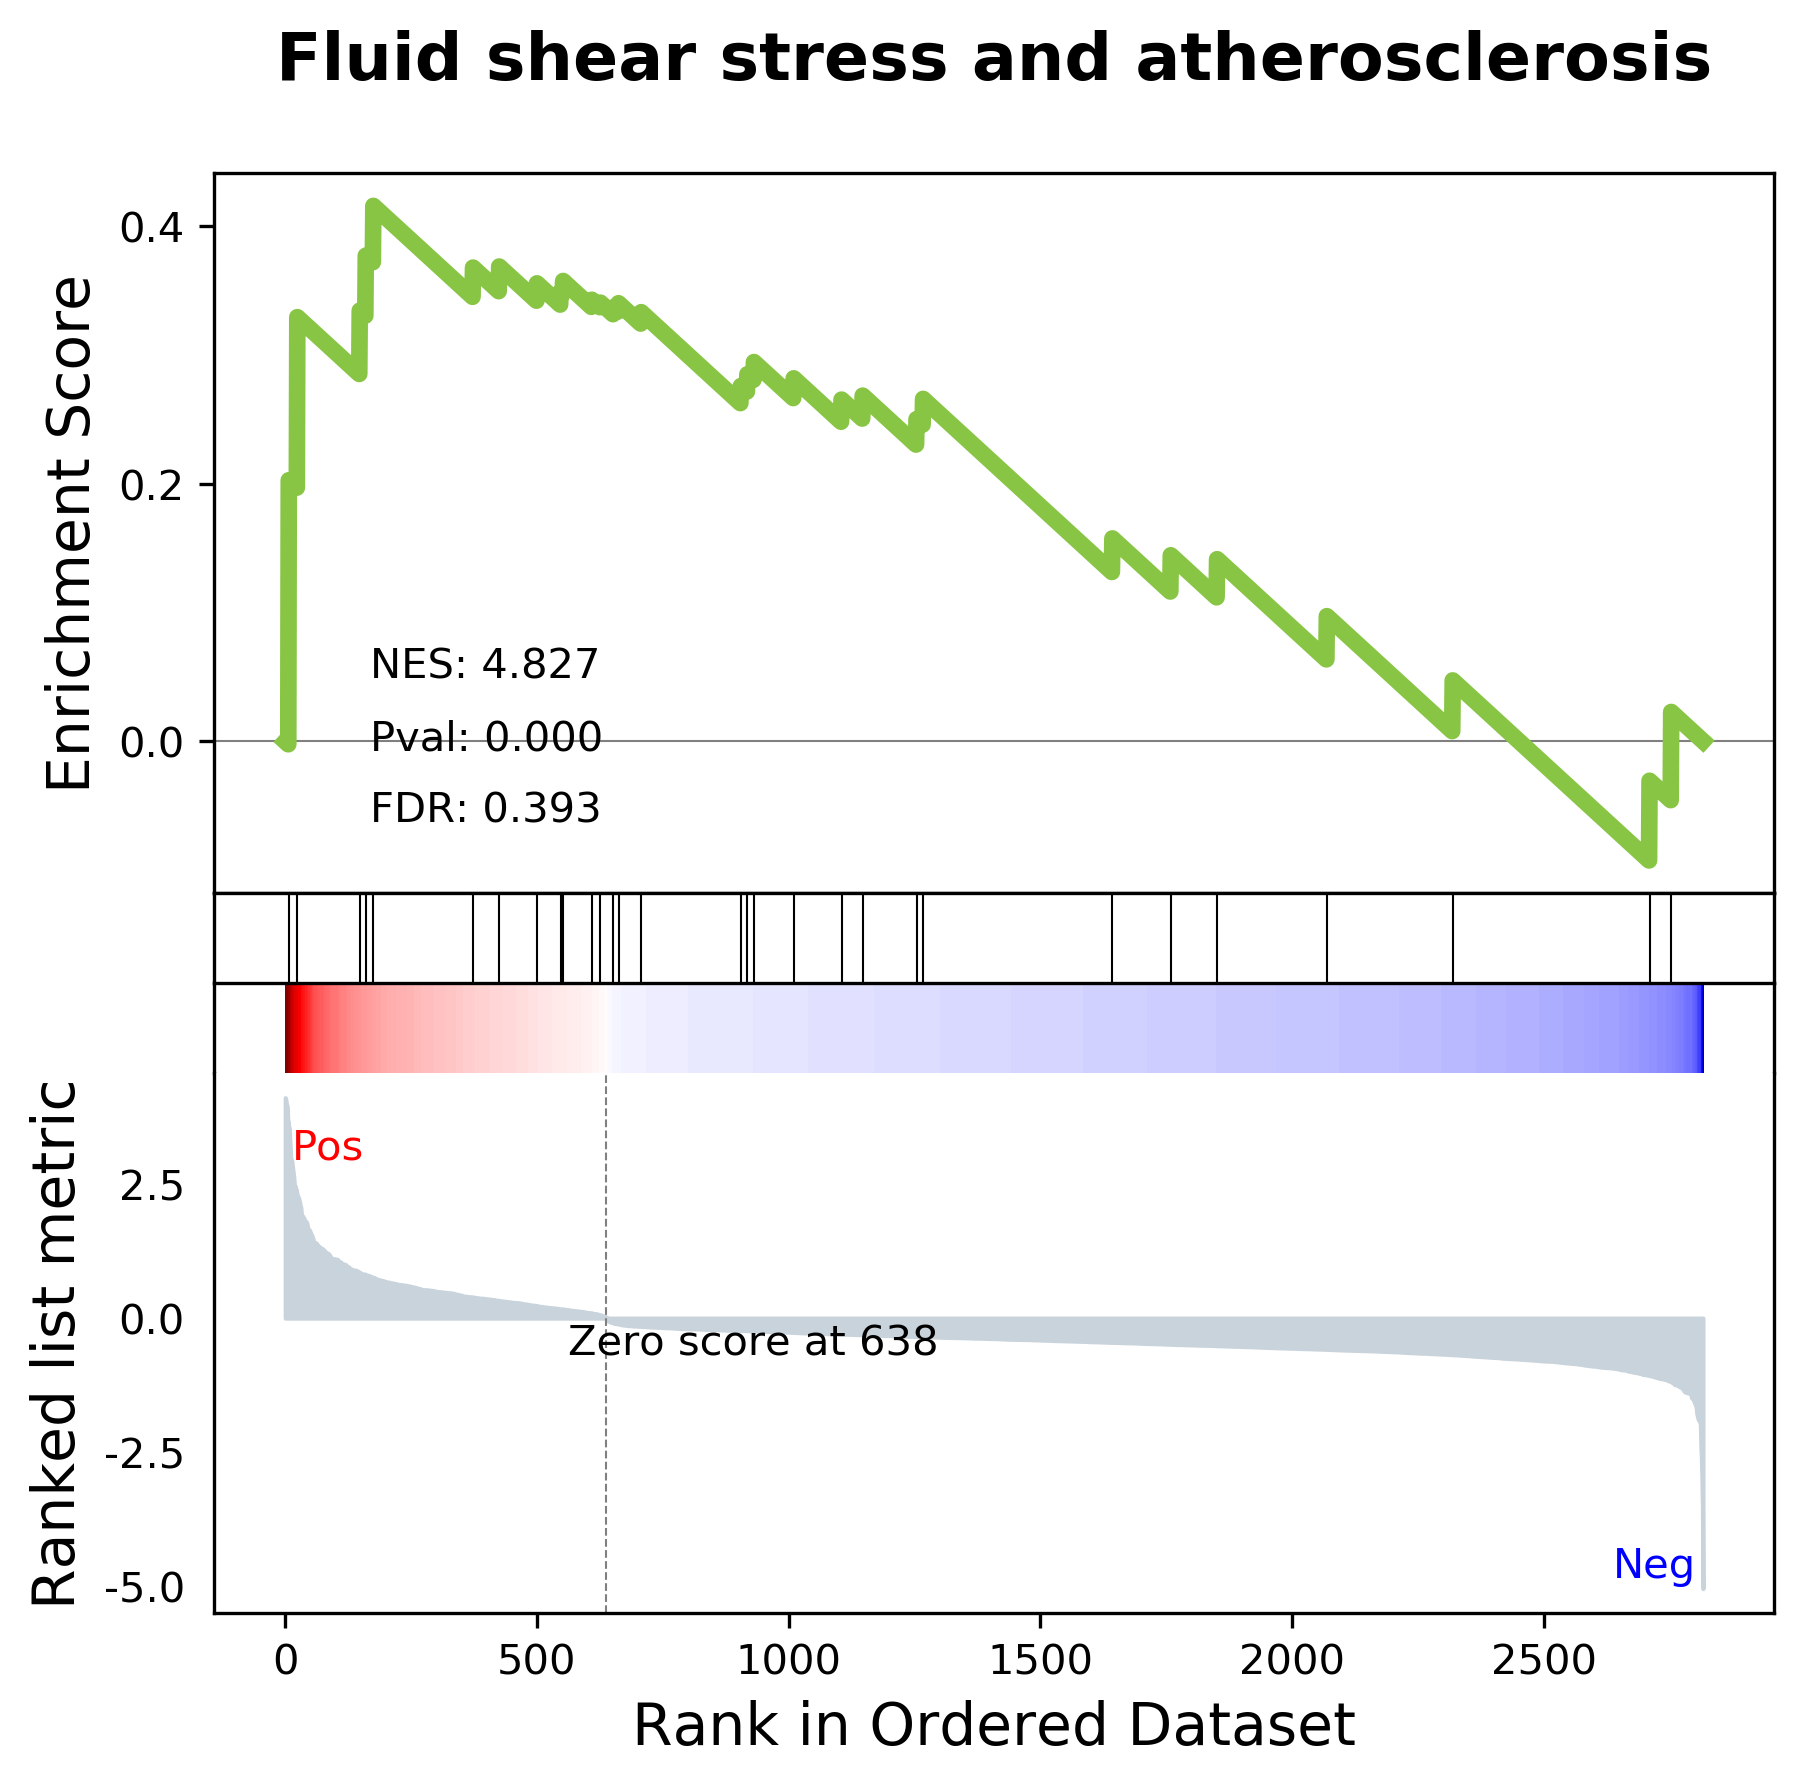 Fluid shear stress and atherosclerosis
Enrichment Score
0.4
0.2
0.0
NES: 4.827
Pval: 0.000
FDR: 0.393
Ranked list metric
Pos
2.5
0.0
Zero score at 638
-2.5
Neg
-5.0
0 500 1000 1500 2000 2500
Rank in Ordered Dataset